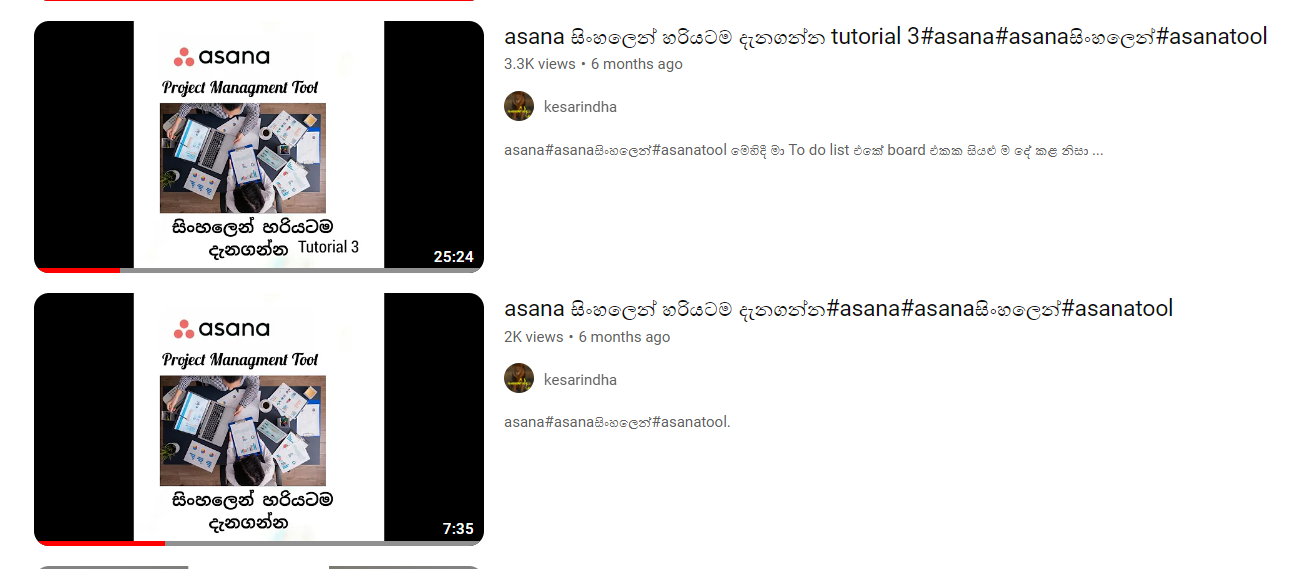 asana
Project Managment Tool
සිංහලෙන් හරියටම
දැනගන්න Tutorial 3
25:24
asana සිංහලෙන් හරියටම දැනගන්න tutorial 3#asana#asanaසිංහලෙන්#asanatool
3.3K views • 6 months ago
kesarindha
asana#asanaසිංහලෙන්#asanatool මෙහිදී මා To do list එකේ board එකක සියළු ම දේ කළ නිසා ...
asana
Project Managment Tool
සිංහලෙන් හරියටම
දැනගන්න
7:35
asana සිංහලෙන් හරියටම දැනගන්න#asana#asanaසිංහලෙන්#asanatool
2K views • 6 months ago
kesarindha
asana#asanaසිංහලෙන්#asanatool.